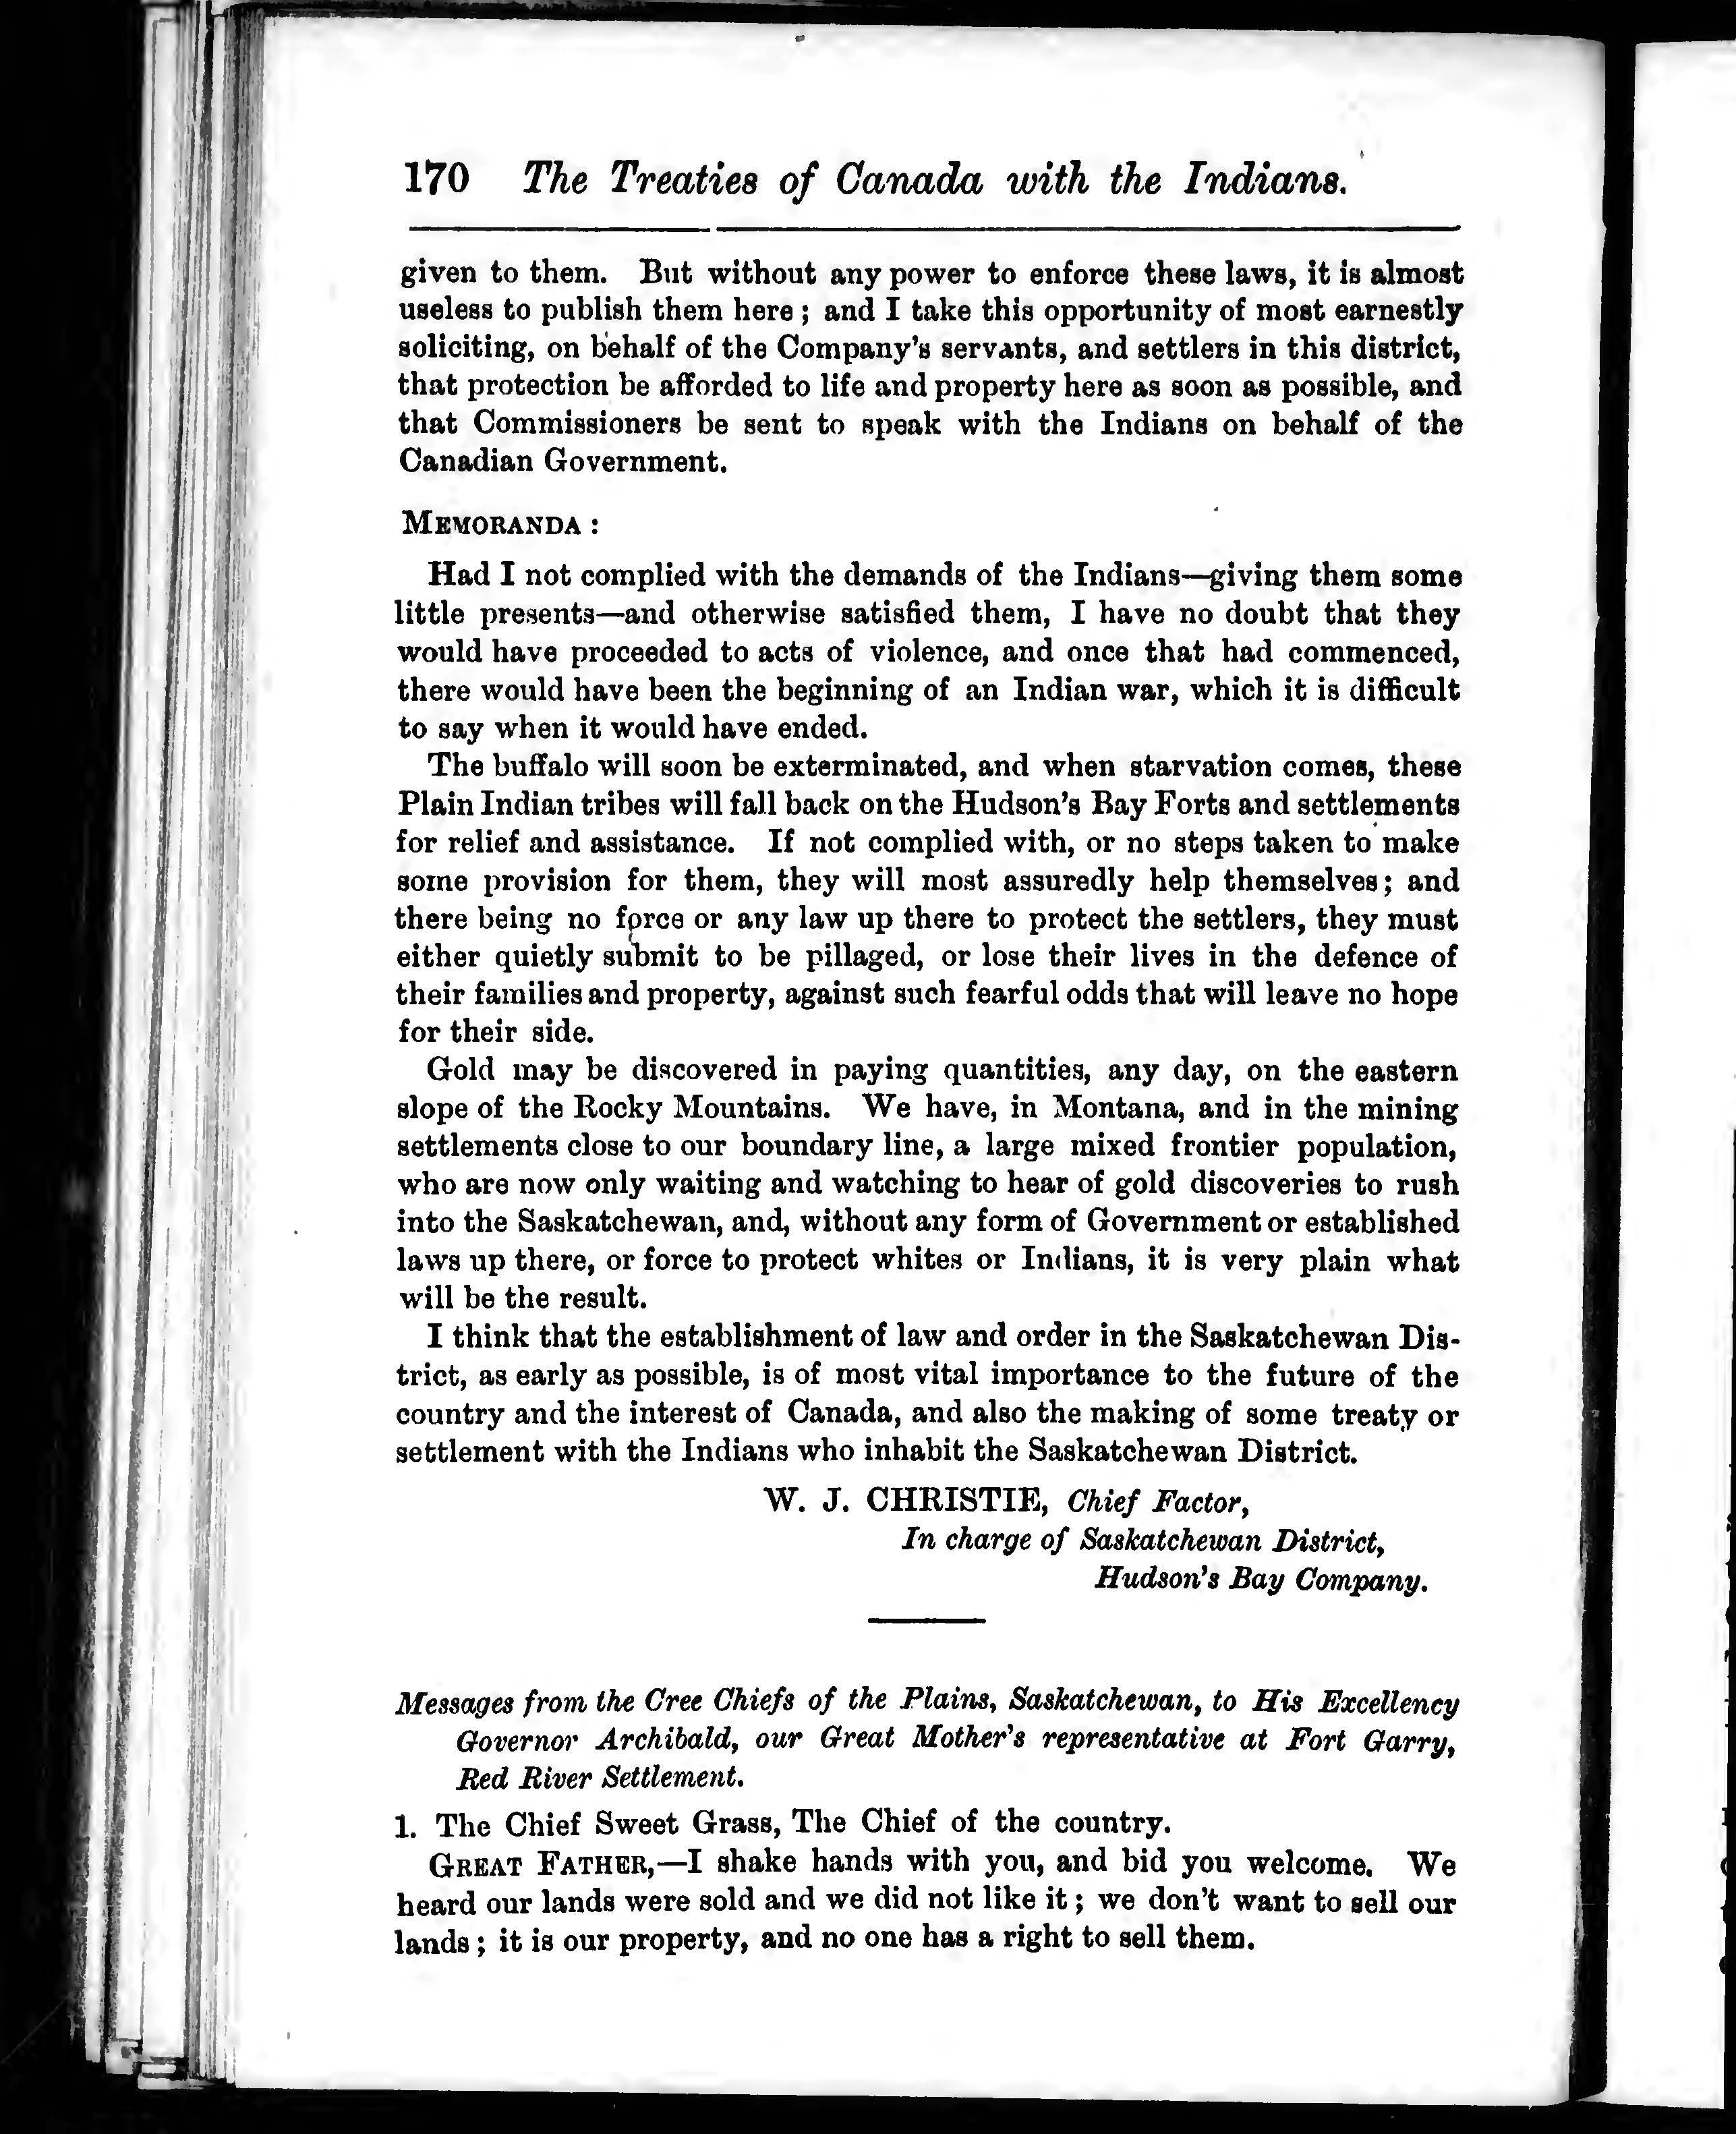 170 The Treaties of Canada with the Indians.
given to them. But without any power to enforce these laws, it is almost
useless to publish them here ; and I take this opportunity of most earnestly
soliciting, on behalf of the Company's servants, and settlers in this district,
that protection be afforded to life and property here as soon as possible, and
that Commissioners be sent to speak with the Indians on behalf of the
Canadian Government.
MEMORANDA :
Had I not complied with the demands of the Indians—giving them some
little presents—and otherwise satisfied them, I have no doubt that they
would have proceeded to acts of violence, and once that had commenced,
there would have been the beginning of an Indian war, which it is difficult
to say when it would have ended.
The buffalo will soon be exterminated, and when starvation comes, these
Plain Indian tribes will fall back on the Hudson's Bay Forts and settlements
for relief and assistance. If not complied with, or no steps taken to make
some provision for them, they will most assuredly help themselves; and
there being no force or any law up there to protect the settlers, they must
either quietly submit to be pillaged, or lose their lives in the defence of
their families and property, against such fearful odds that will leave no hope
for their side.
Gold may be discovered in paying quantities, any day, on the eastern
slope of the Rocky Mountains. We have, in Montana, and in the mining
settlements close to our boundary line, a large mixed frontier population,
who are now only waiting and watching to hear of gold discoveries to rush
into the Saskatchewan, and, without any form of Government or established
laws up there, or force to protect whites or Indians, it is very plain what
will be the result.
I think that the establishment of law and order in the Saskatchewan Dis-
trict, as early as possible, is of most vital importance to the future of the
country and the interest of Canada, and also the making of some treaty or
settlement with the Indians who inhabit the Saskatchewan District.
W. J. CHRISTIE, Chief Factor,
In charge of Saskatchewan District,
Hudson's Bay Company.
Messages from the Cree Chiefs of the Plains, Saskatchewan, to His Excellency
Governor Archibald, our Great Mother's representative at Fort Garry,
Red River Settlement.
1. The Chief Sweet Grass, The Chief of the country.
GREAT FATHER,—I shake hands with you, and bid you welcome. We
heard our lands were sold and we did not like it ; we don't want to sell our
lands ; it is our property, and no one has a right to sell them.